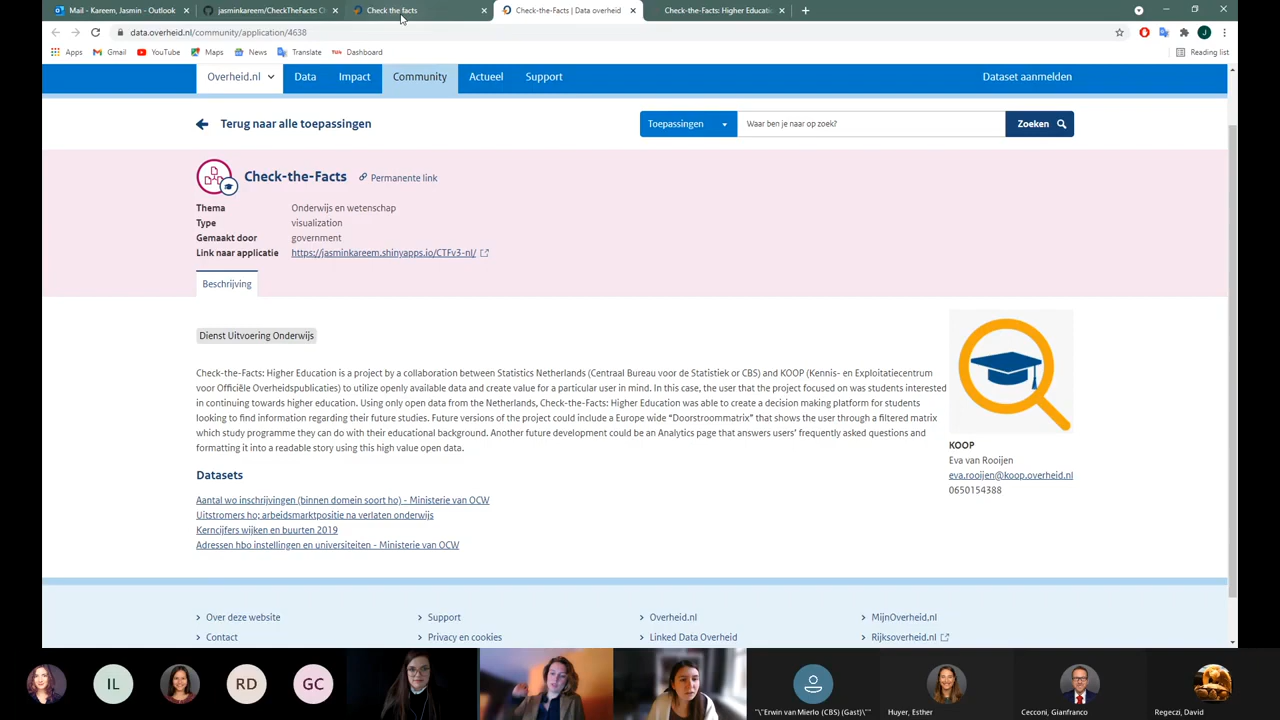 Mail - Kareem, Jasmin - Outlook
jasminkareem/CheckTheFacts: C
Check the facts
Check-the-Facts | Data overheid
Check-the-Facts: Higher Educatio
data.overheid.nl/community/application/4638
J
Apps
Gmail
YouTube
Maps
News
Translate
Dashboard
Reading list
Overheid.nl
Data
Impact
Community
Actueel
Support
Dataset aanmelden
Terug naar alle toepassingen
Toepassingen
Waar ben je naar op zoek?
Zoeken
Check-the-Facts
Permanente link
Thema Onderwijs en wetenschap
Type visualization
Gemaakt door government
Link naar applicatie https://jasminkareem.shinyapps.io/CTFv3-nl/
Beschrijving
Dienst Uitvoering Onderwijs
Check-the-Facts: Higher Education is a project by a collaboration between Statistics Netherlands (Centraal Bureau voor de Statistiek or CBS) and KOOP (Kennis- en Exploitatiecentrum
voor Officiële Overheidspublicaties) to utilize openly available data and create value for a particular user in mind. In this case, the user that the project focused on was students interested
in continuing towards higher education. Using only open data from the Netherlands, Check-the-Facts: Higher Education was able to create a decision making platform for students
looking to find information regarding their future studies. Future versions of the project could include a Europe wide “Doorstroommatrix” that shows the user through a filtered matrix
which study programme they can do with their educational background. Another future development could be an Analytics page that answers users’ frequently asked questions and
formatting it into a readable story using this high value open data.
Datasets
Aantal wo inschrijvingen (binnen domein soort ho) - Ministerie van OCW
Uitstromers ho; arbeidsmarktpositie na verlaten onderwijs
Kerncijfers wijken en buurten 2019
Adressen hbo instellingen en universiteiten - Ministerie van OCW
KOOP
Eva van Rooijen
eva.rooijen@koop.overheid.nl
0650154388
Over deze website
Support
Overheid.nl
MijnOverheid.nl
Contact
Privacy en cookies
Linked Data Overheid
Rijksoverheid.nl
IL
RD
GC
"\"Erwin van Mierlo (CBS) (Gast)\""
Huyer, Esther
Cecconi, Gianfranco
Regeczi, David